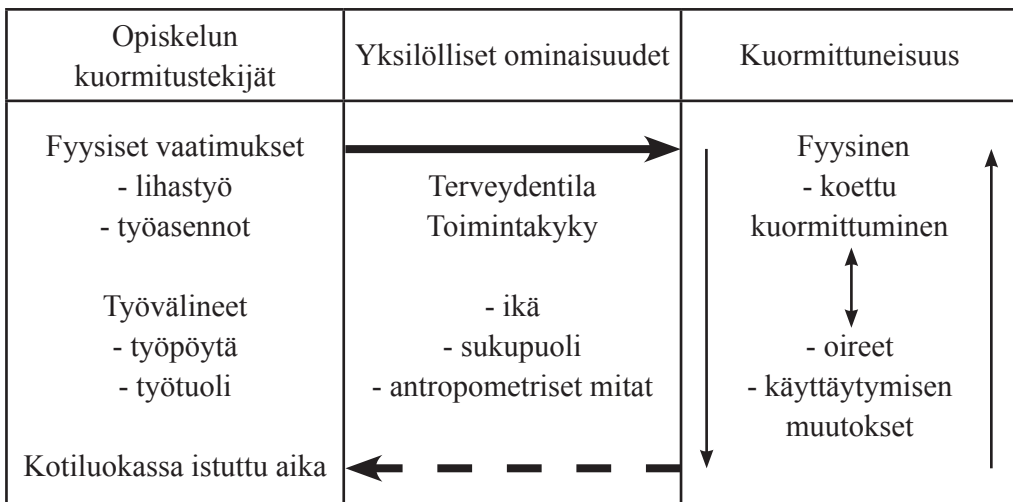 Opiskelun
kuormitustekijät
Yksilölliset ominaisuudet
Kuormittuneisuus
Fyysiset vaatimukset
- lihastyö
- työasennot
Työvälineet
- työpöytä
- työtuoli
Kotiluokassa istuttu aika
Terveydentila
Toimintakyky
- ikä
- sukupuoli
- antropometriset mitat
Fyysinen
- koettu
kuormittuminen
- oireet
- käyttäytymisen
muutokset